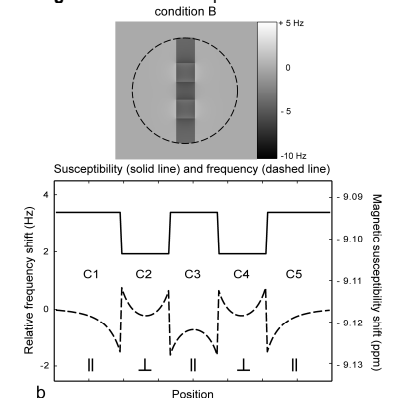 condition B
+ 5 Hz
0
- 5
-10 Hz
Susceptibility (solid line) and frequency (dashed line)
Relative frequency shift (Hz)
4
2
0
-2
C1 C2 C3 C4 C5
|| ⊥ || ⊥ ||
- 9.09
- 9.10
- 9.11
- 9.12
- 9.13
Magnetic susceptibility shift (ppm)
b
Position